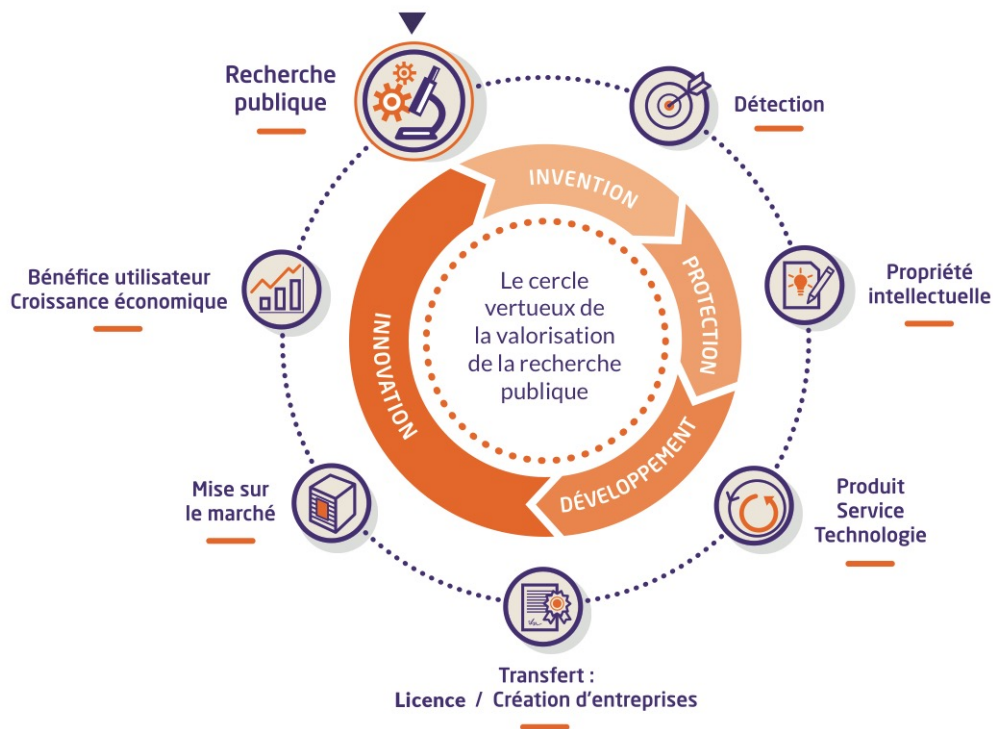 Recherche
publique
Détection
Propriété
intellectuelle
Produit
Service
Technologie
Transfert :
Licence / Création d'entreprises
Mise sur
le marché
Bénéfice utilisateur
Croissance économique
INVENTION
PROTECTION
DÉVELOPPEMENT
INNOVATION
Le cercle
vertueux de
la valorisation
de la recherche
publique